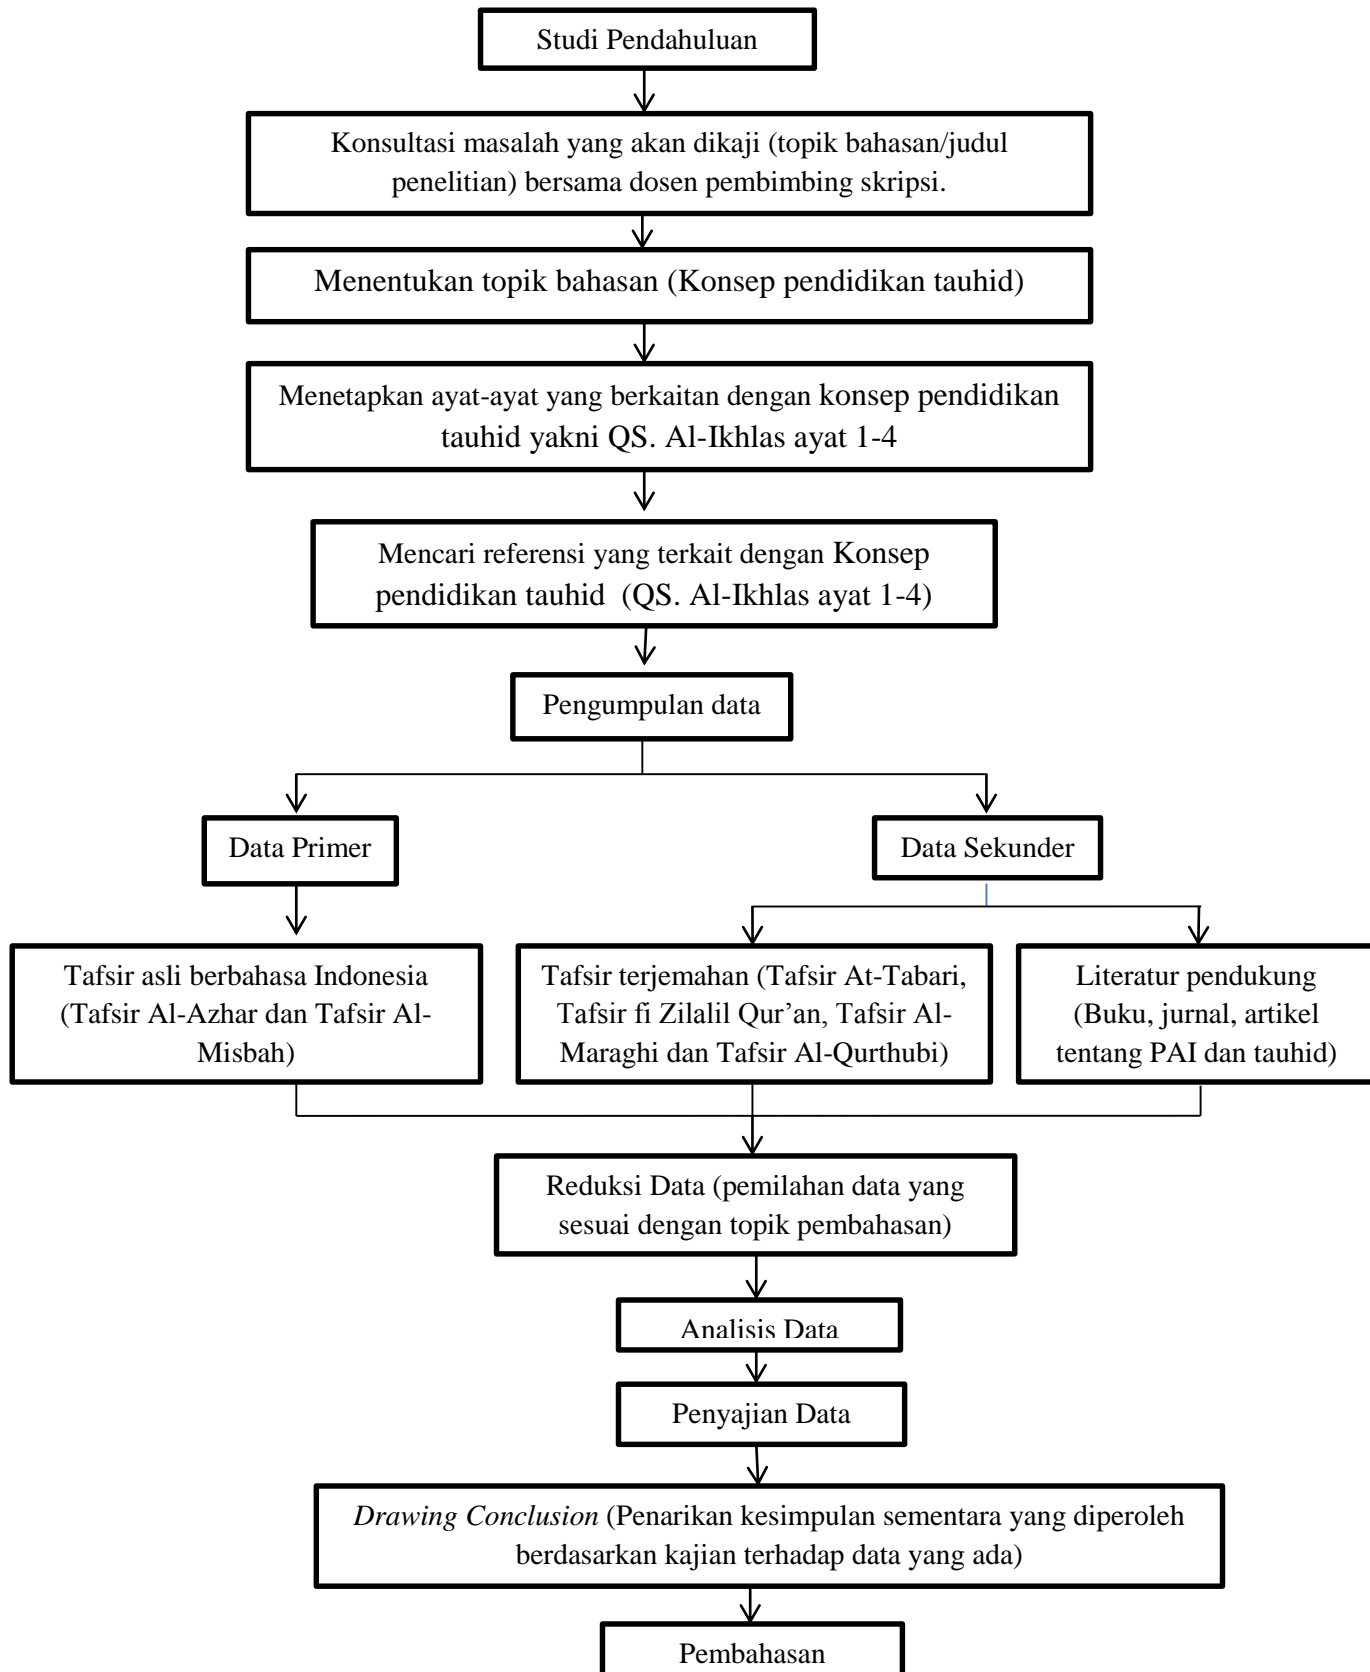 Studi Pendahuluan
Konsultasi masalah yang akan dikaji (topik bahasan/judul
penelitian) bersama dosen pembimbing skripsi.
Menentukan topik bahasan (Konsep pendidikan tauhid)
Menetapkan ayat-ayat yang berkaitan dengan konsep pendidikan
tauhid yakni QS. Al-Ikhlas ayat 1-4
Mencari referensi yang terkait dengan Konsep
pendidikan tauhid (QS. Al-Ikhlas ayat 1-4)
Pengumpulan data
Data Primer
Data Sekunder
Tafsir asli berbahasa Indonesia
(Tafsir Al-Azhar dan Tafsir Al-
Misbah)
Tafsir terjemahan (Tafsir At-Tabari,
Tafsir fi Zilalil Qur’an, Tafsir Al-
Maraghi dan Tafsir Al-Qurthubi)
Literatur pendukung
(Buku, jurnal, artikel
tentang PAI dan tauhid)
Reduksi Data (pemilahan data yang
sesuai dengan topik pembahasan)
Analisis Data
Penyajian Data
Drawing Conclusion (Penarikan kesimpulan sementara yang diperoleh
berdasarkan kajian terhadap data yang ada)
Pembahasan